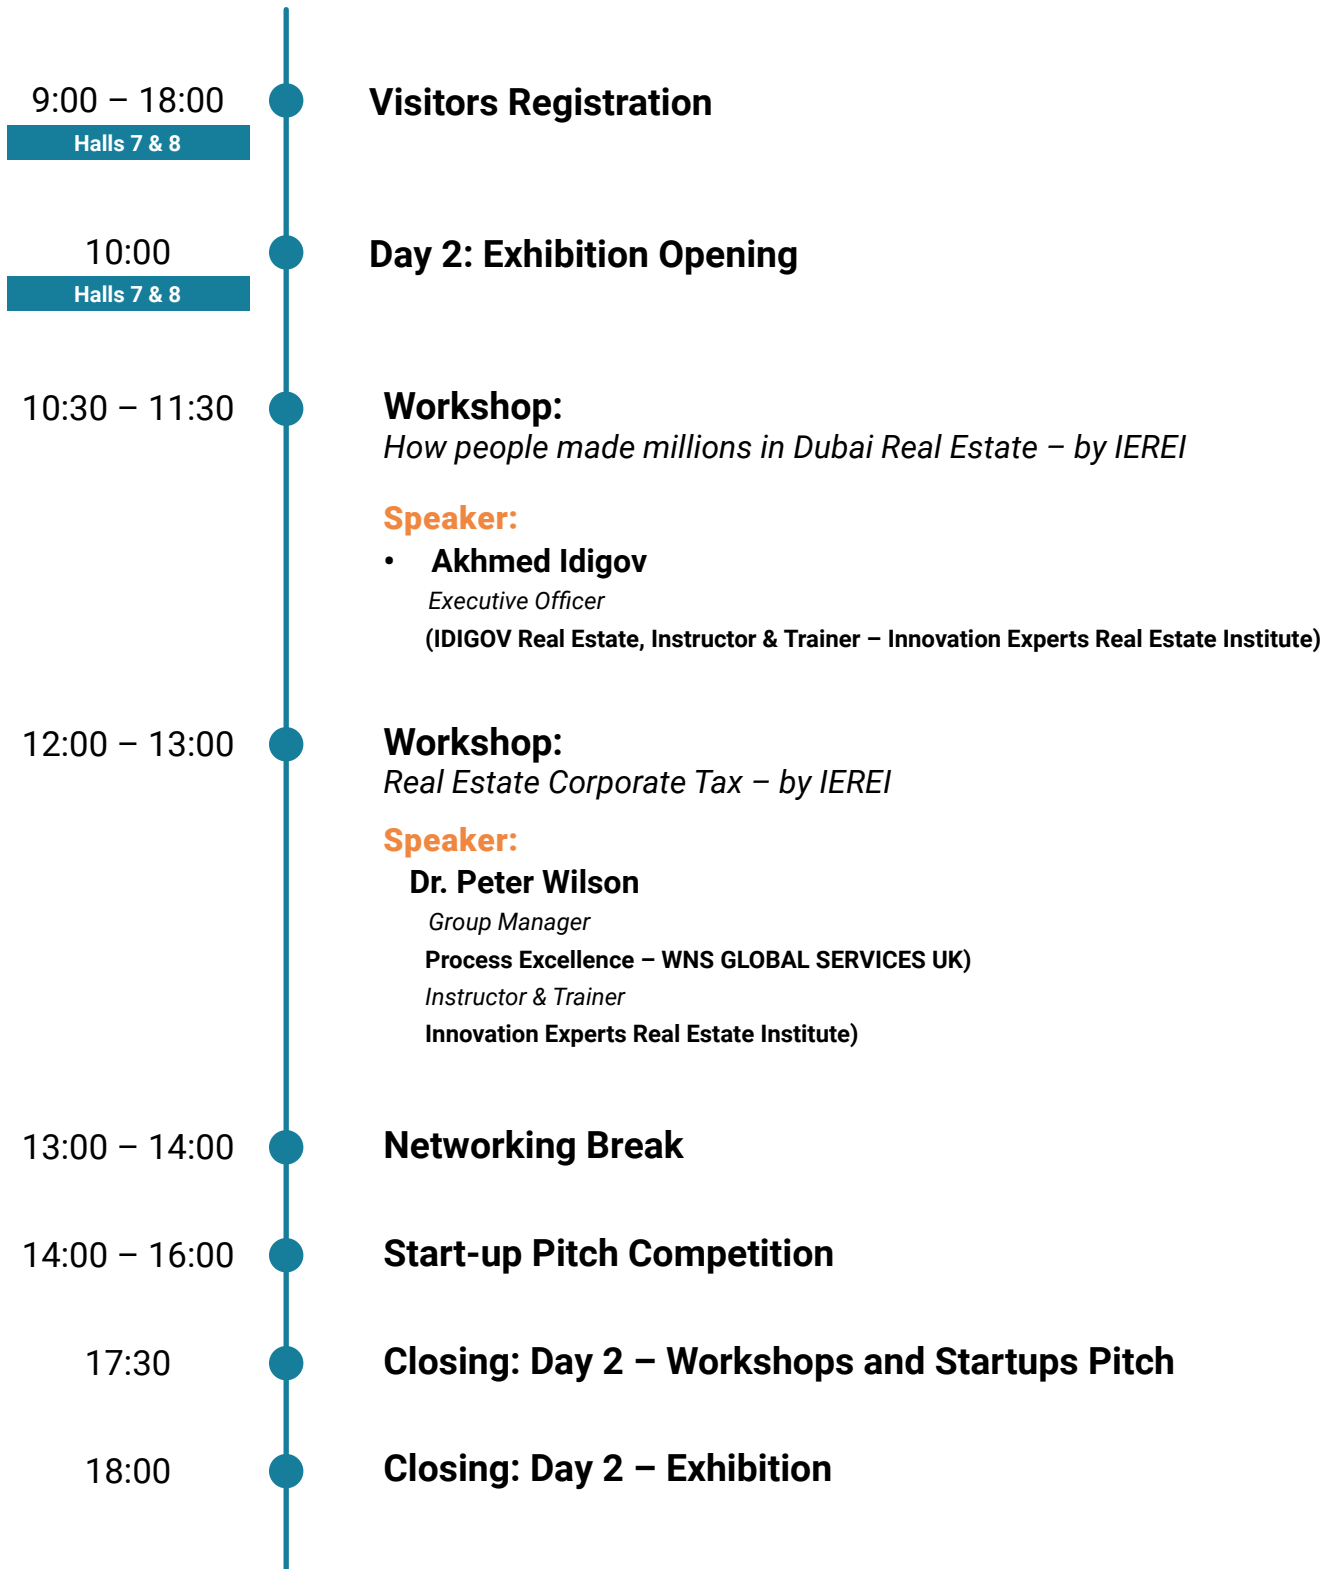 9:00 – 18:00
Halls 7 & 8
Visitors Registration
10:00
Halls 7 & 8
Day 2: Exhibition Opening
10:30 – 11:30
Workshop:
How people made millions in Dubai Real Estate – by IEREI
Speaker:
• Akhmed Idigov
Executive Officer
(IDIGOV Real Estate, Instructor & Trainer – Innovation Experts Real Estate Institute)
12:00 – 13:00
Workshop:
Real Estate Corporate Tax – by IEREI
Speaker:
Dr. Peter Wilson
Group Manager
Process Excellence – WNS GLOBAL SERVICES UK)
Instructor & Trainer
Innovation Experts Real Estate Institute)
13:00 – 14:00
Networking Break
14:00 – 16:00
Start-up Pitch Competition
17:30
Closing: Day 2 – Workshops and Startups Pitch
18:00
Closing: Day 2 – Exhibition